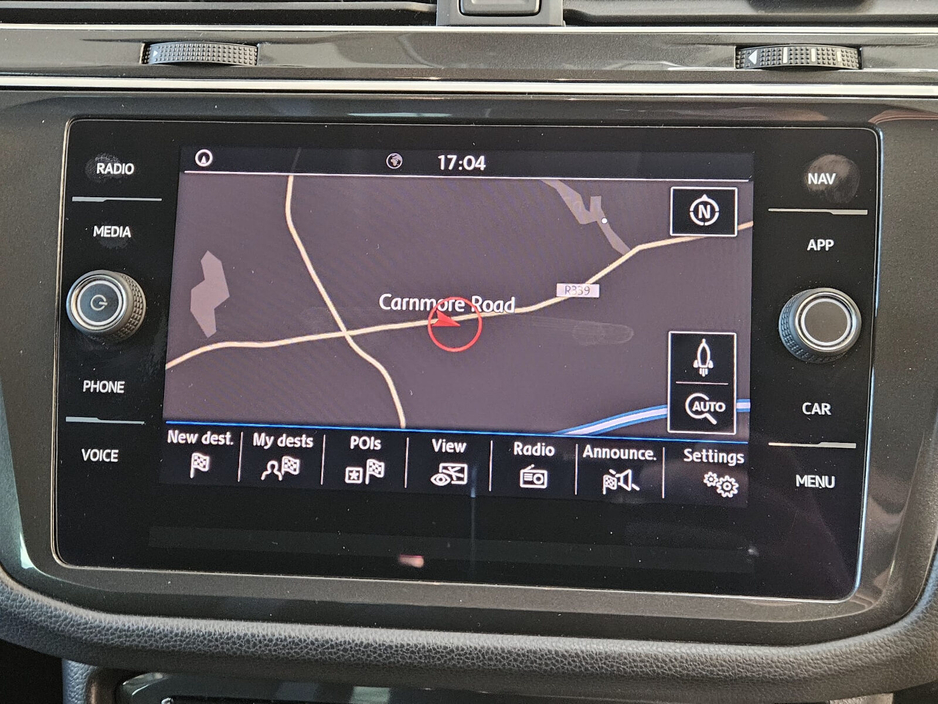 17:04
RADIO
MEDIA
PHONE
VOICE
NAV
APP
CAR
MENU
N
R339
Carnmore Road
AUTO
New dest.
My dests
POIs
View
Radio
Announce.
Settings